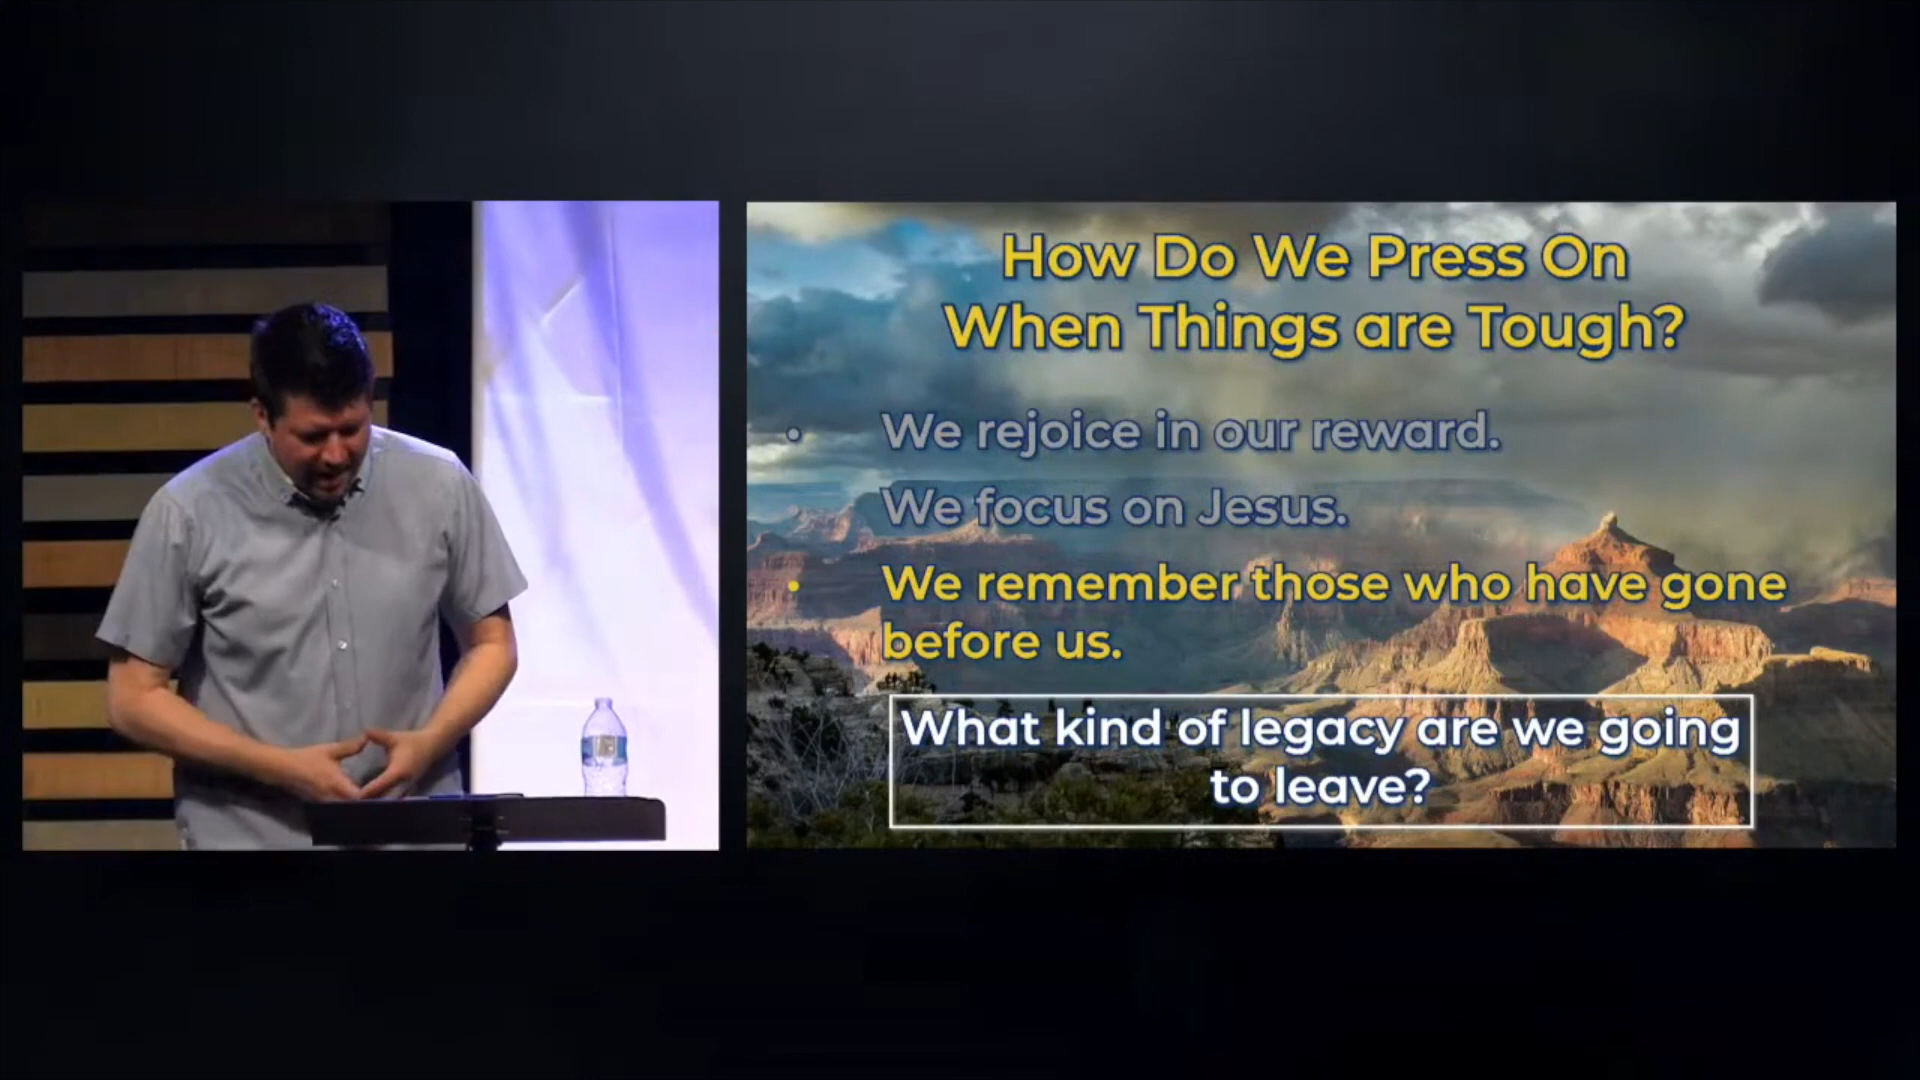 How Do We Press On
When Things are Tough?
• We rejoice in our reward.
We focus on Jesus.
• We remember those who have gone
before us.
What kind of legacy are we going
to leave?